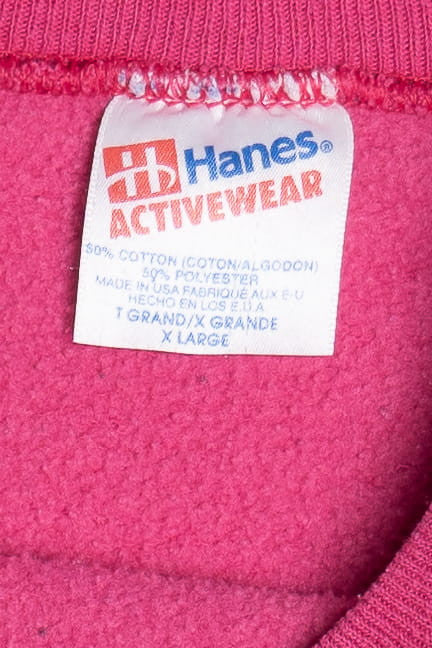 Hanes®
ACTIVEWEAR
50% COTTON (COTON/ALGODON)
50% POLYESTER
MADE IN USA FABRIQUÉ AUX E-U
HECHO EN LOS E.U.A.
T GRAND/X GRANDE
X LARGE